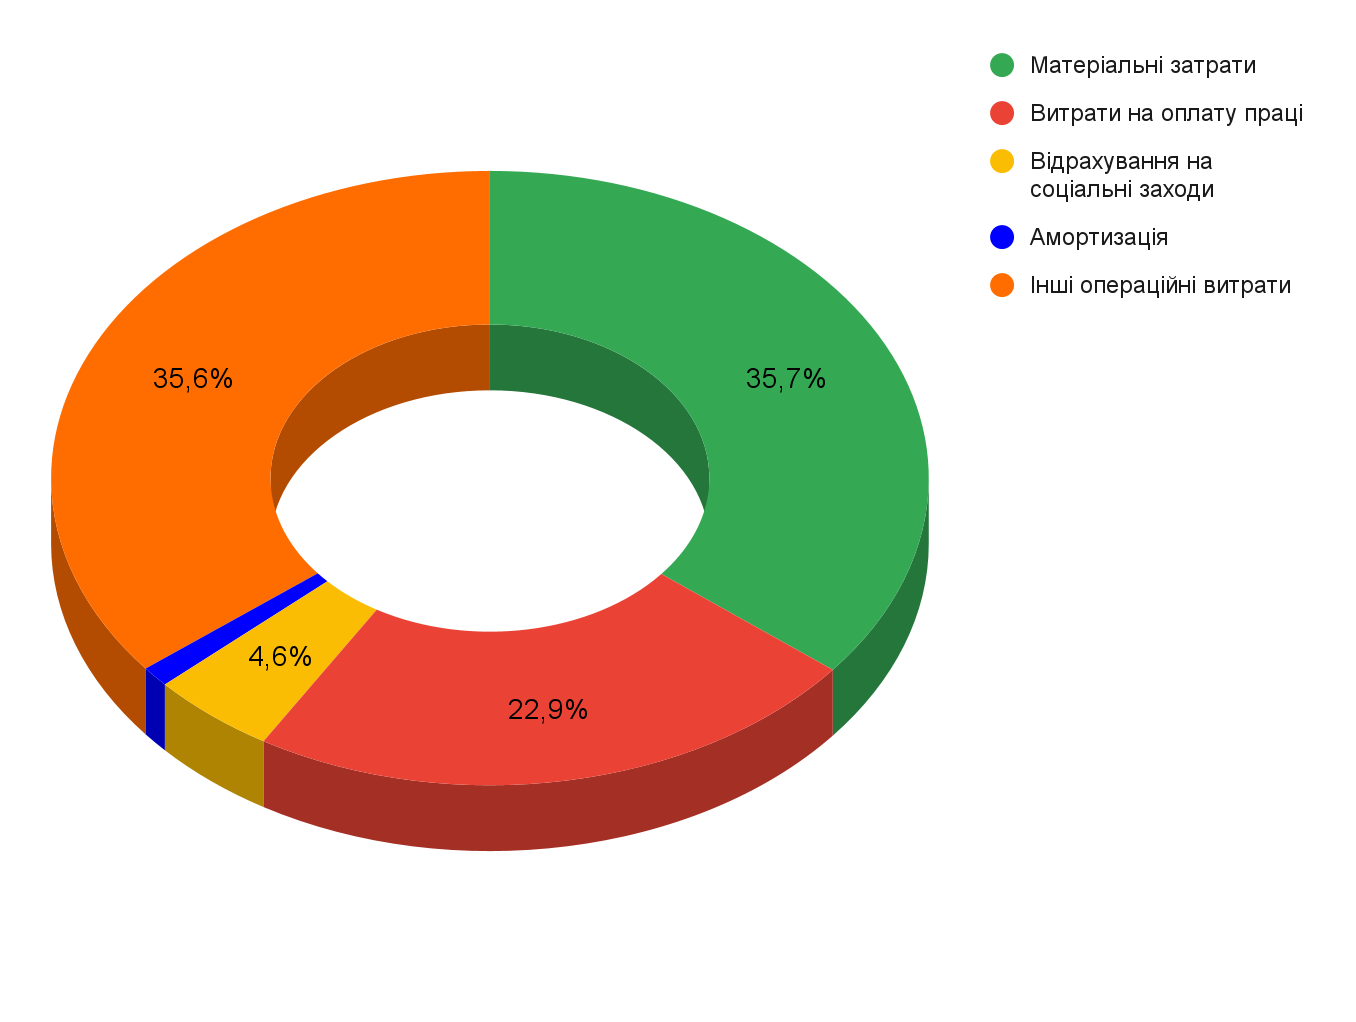 Матеріальні затрати
Витрати на оплату праці
Відрахування на
соціальні заходи
Амортизація
Інші операційні витрати
35,6%
35,7%
4,6%
22,9%